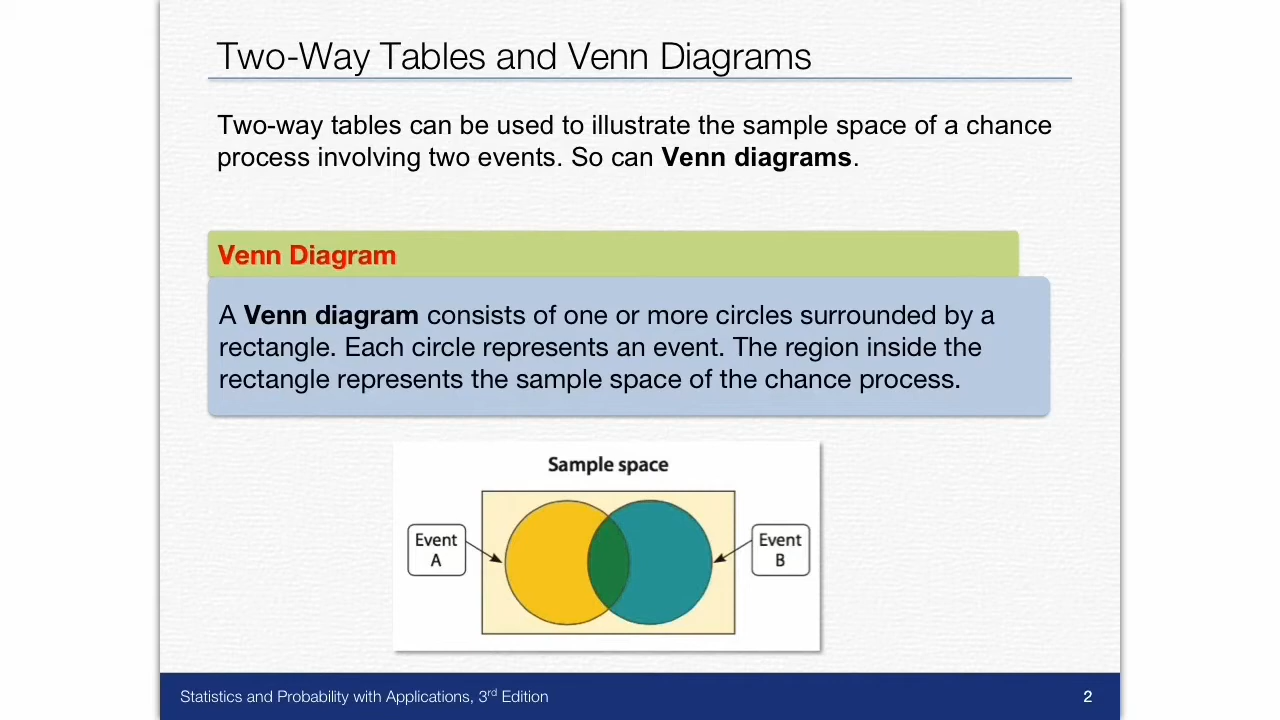 Two-Way Tables and Venn Diagrams
Two-way tables can be used to illustrate the sample space of a chance
process involving two events. So can Venn diagrams.
Venn Diagram
A Venn diagram consists of one or more circles surrounded by a
rectangle. Each circle represents an event. The region inside the
rectangle represents the sample space of the chance process.
Sample space
Event
A
Event
B
Statistics and Probability with Applications, 3rd Edition
2